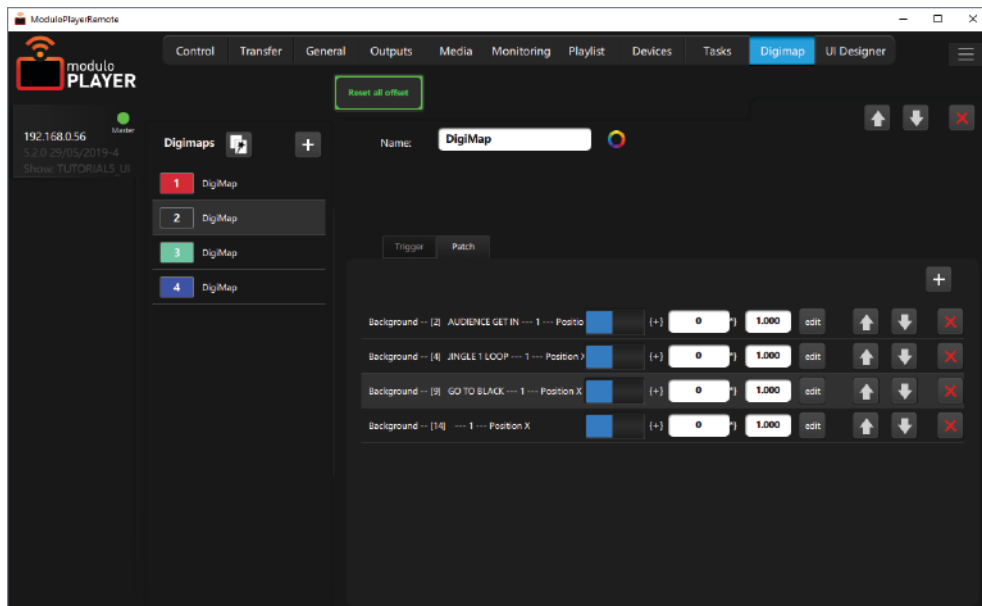 ModuloPlayerRemote
modulo
PLAYER
Control Transfer General Outputs Media Monitoring Playlist Devices Tasks Digimap UI Designer
Reset all offset
Master
192.168.0.56
5.2.0 29/05/2019-4
Show: TUTORIALS_UI
Digimaps +
Name: DigiMap
1 DigiMap
2 DigiMap
3 DigiMap
4 DigiMap
Trigger Patch
+
Background -- [2] AUDIENCE GET IN --- 1 --- Positio {+} 0 *} 1.000 edit
Background -- [4] JINGLE 1 LOOP --- 1 --- Position X {+} 0 *} 1.000 edit
Background -- [9] GO TO BLACK --- 1 --- Position X {+} 0 *} 1.000 edit
Background -- [14] --- 1 --- Position X {+} 0 *} 1.000 edit